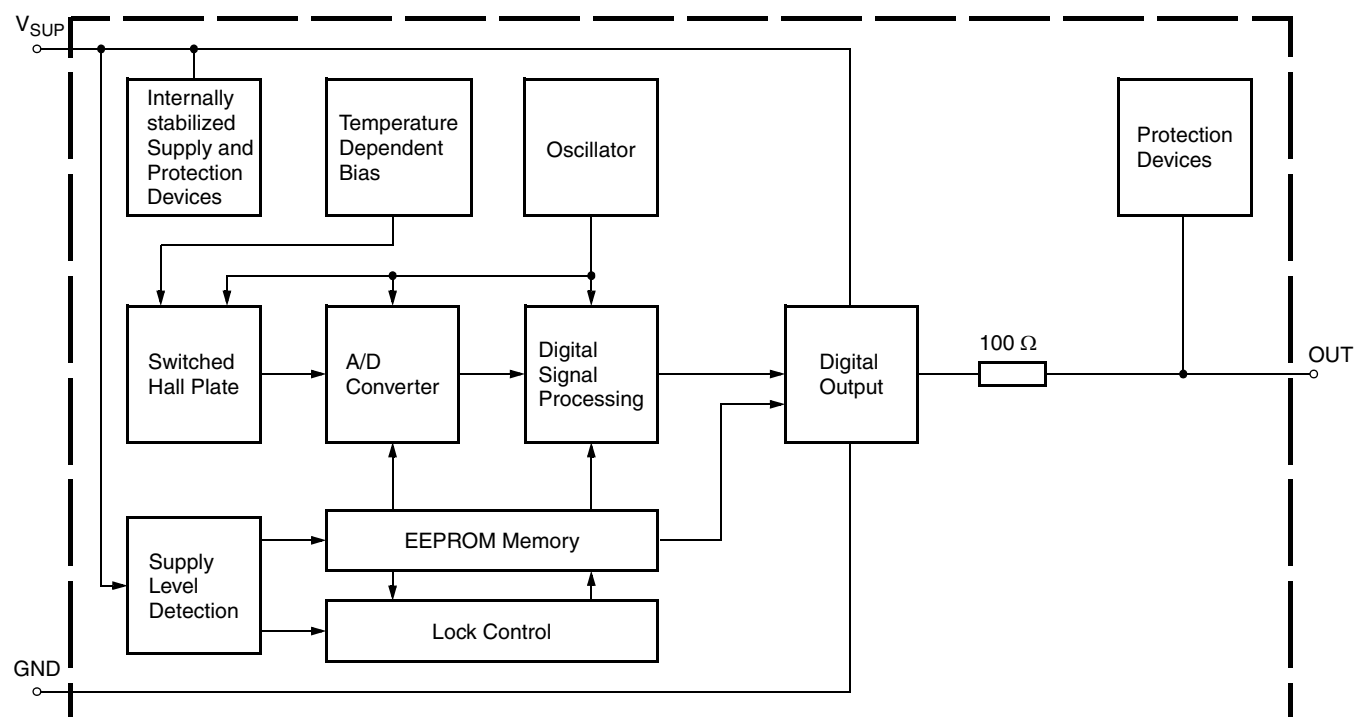 VSUP
Internally
stabilized
Supply and
Protection
Devices
Temperature
Dependent
Bias
Oscillator
Protection
Devices
Switched
Hall Plate
A/D
Converter
Digital
Signal
Processing
Digital
Output
100 Ω
OUT
EEPROM Memory
Supply
Level
Detection
Lock Control
GND